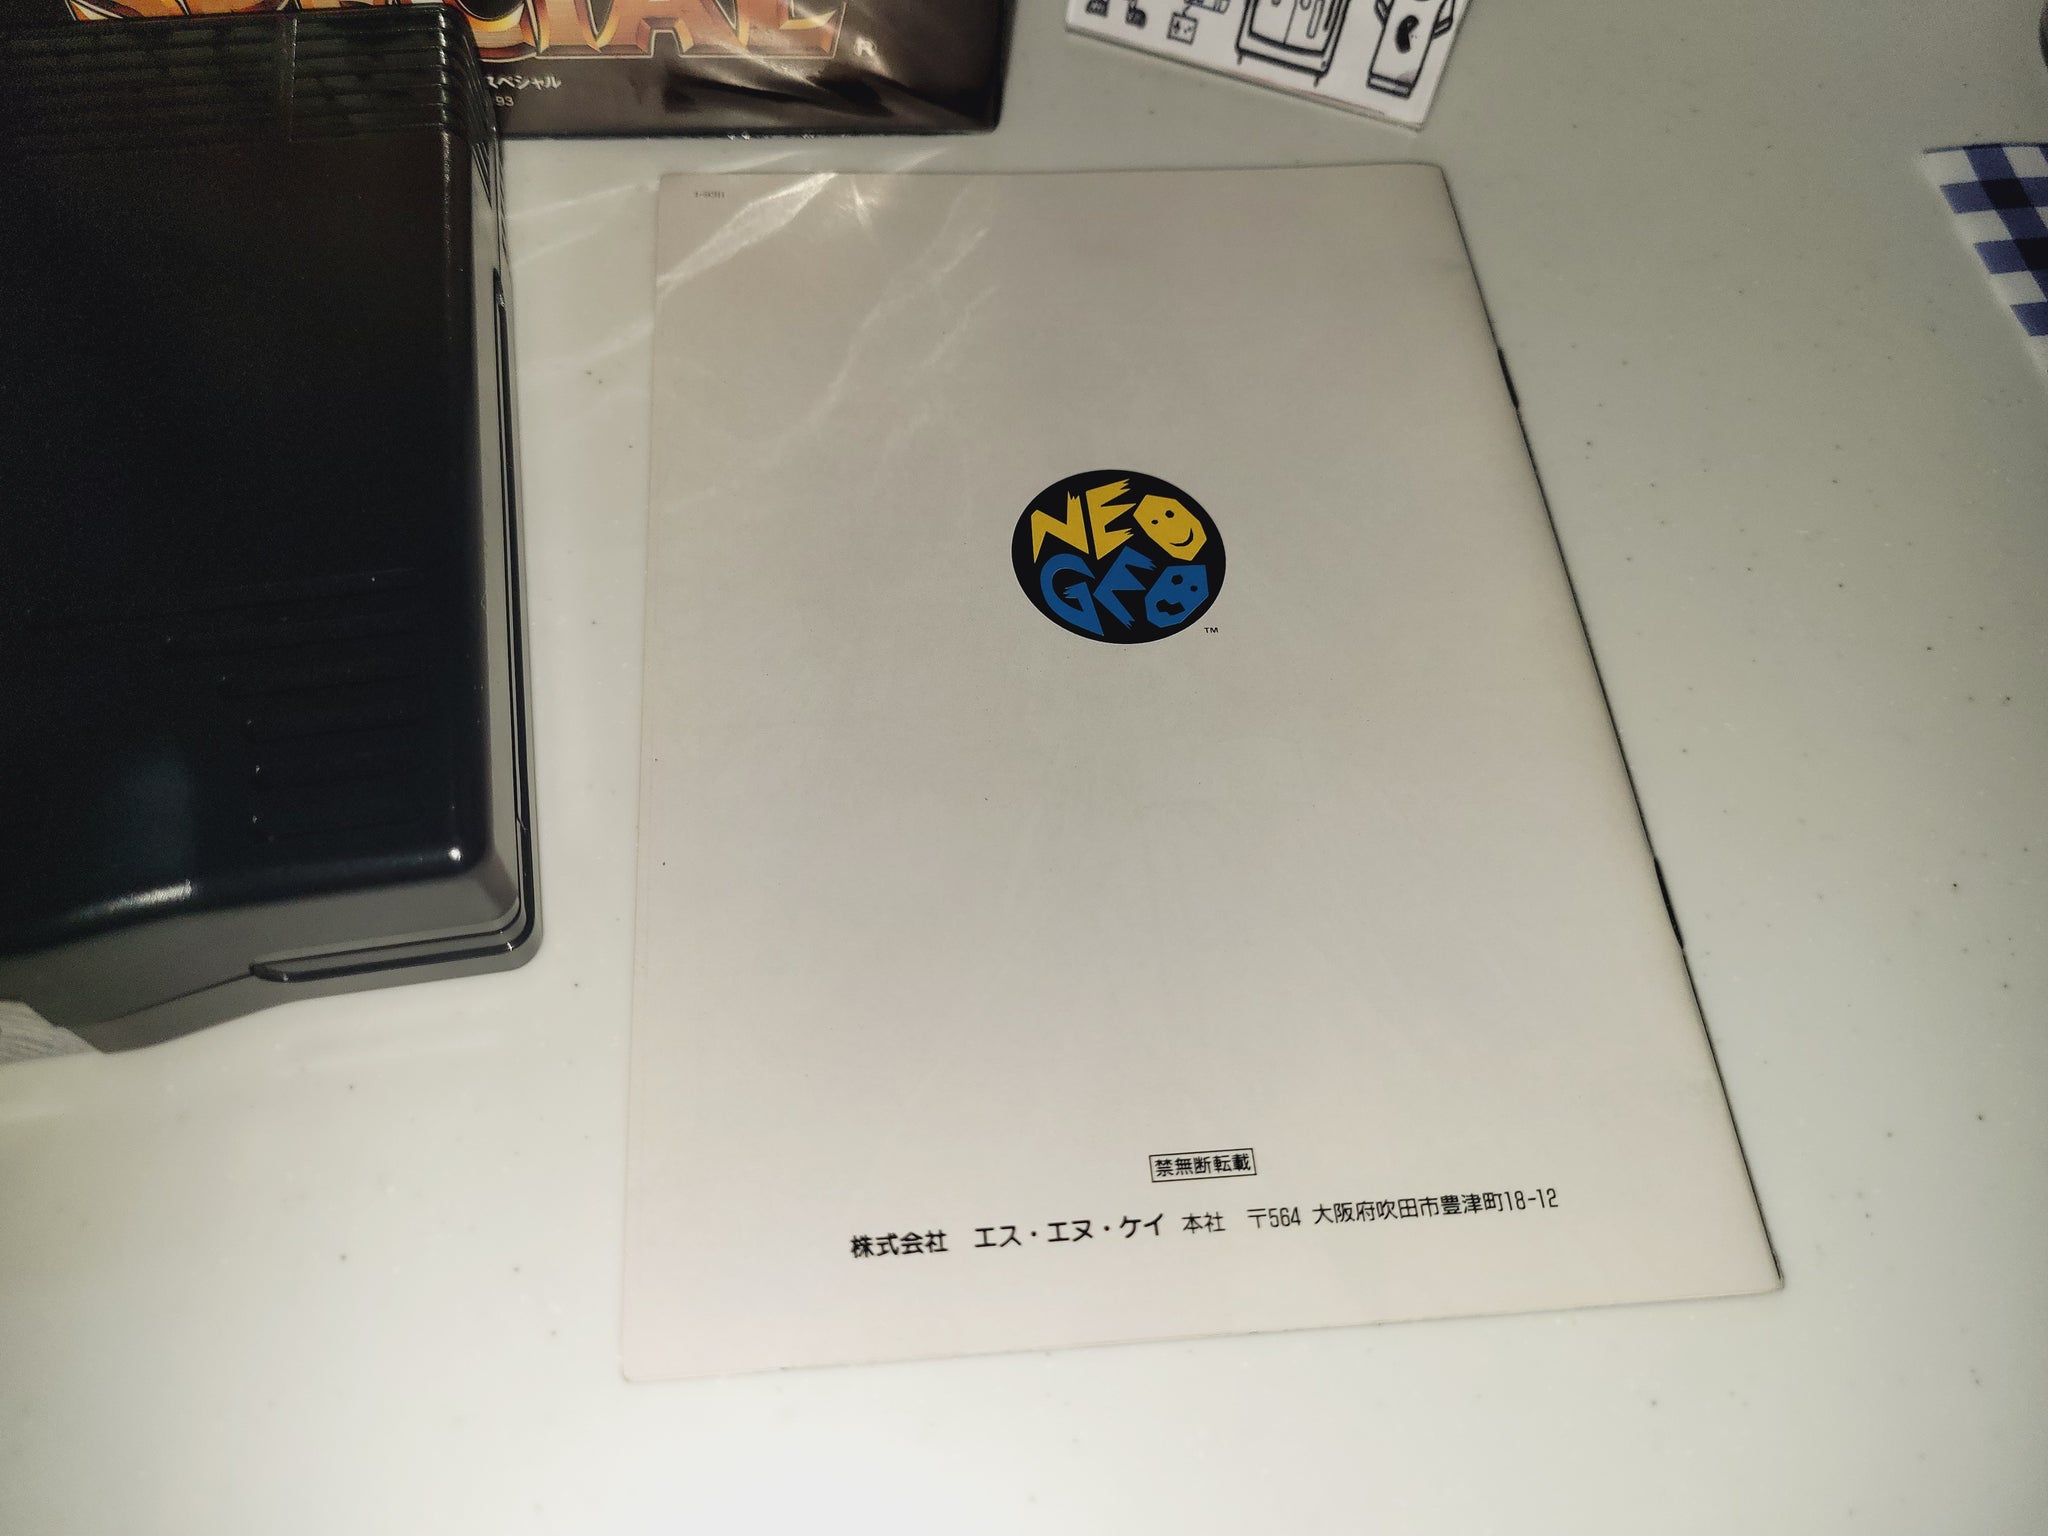 SPECIAL
®
スペシャル
93
NEO
GEO
™
禁無断転載
株式会社 エス・エヌ・ケイ 本社 〒564 大阪府吹田市豊津町18-12